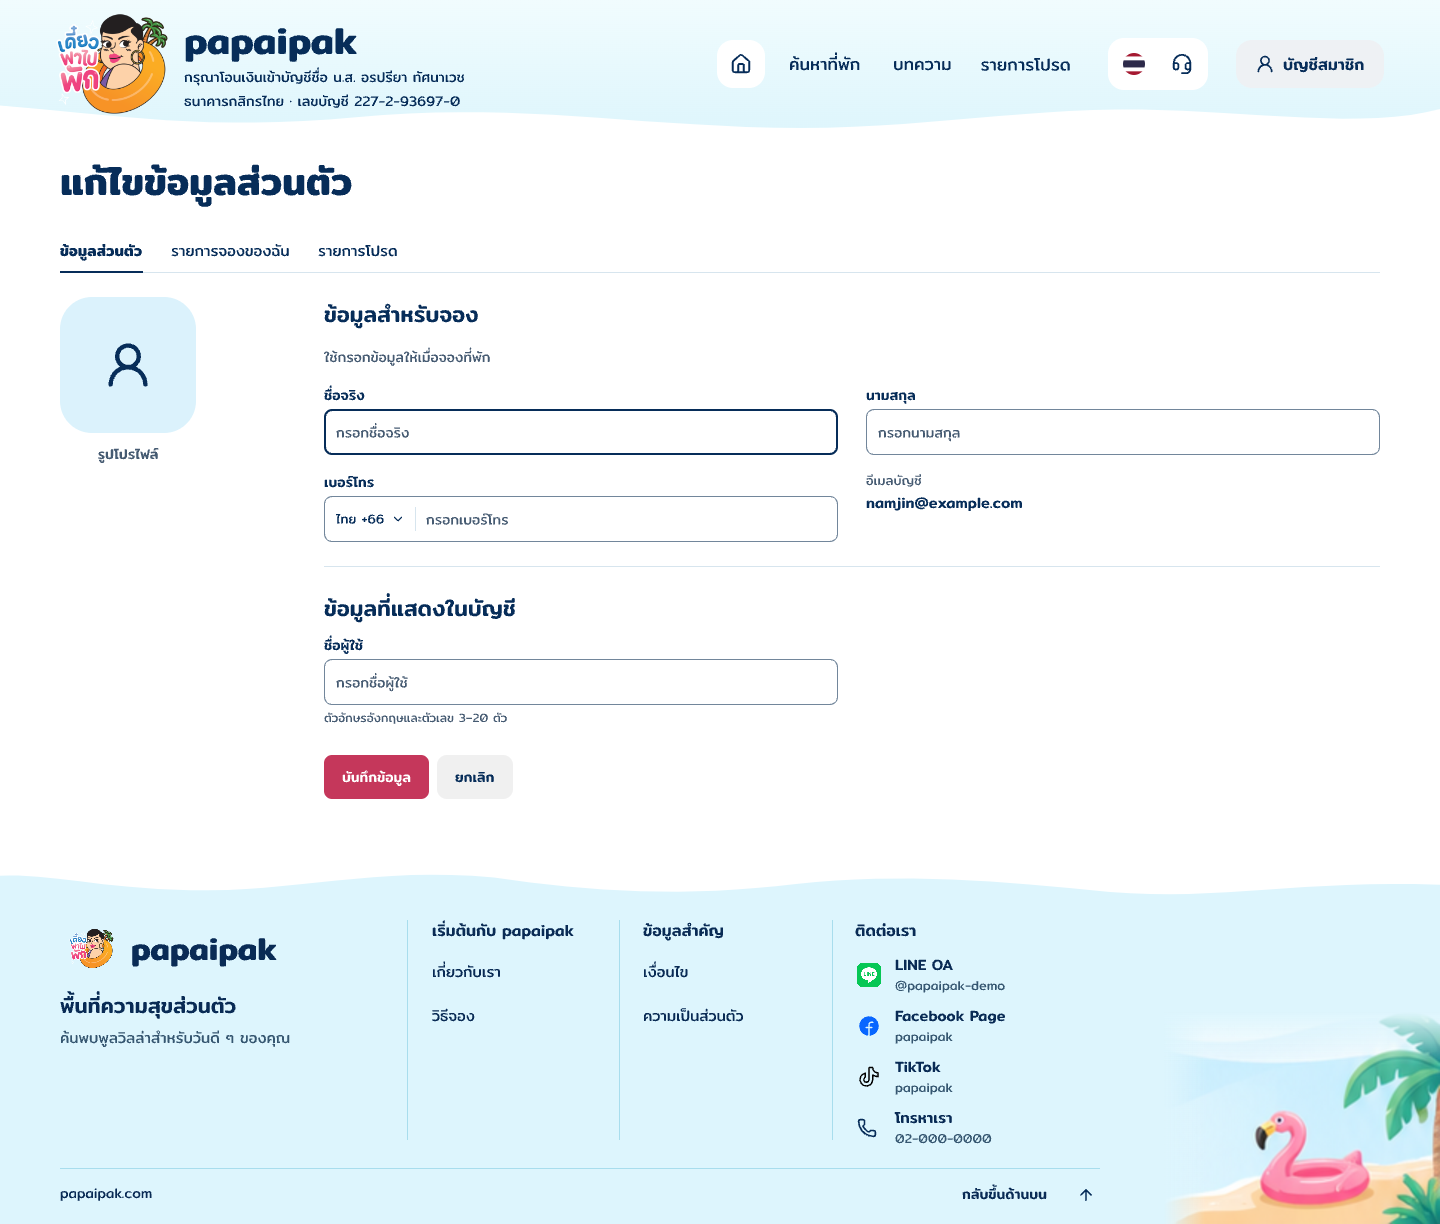 เดี๋ยว
พาไป
พัก
papaipak
กรุณาโอนเงินเข้าบัญชีชื่อ น.ส. อรปรียา ทัศนาเวช
ธนาคารกสิกรไทย · เลขบัญชี 227-2-93697-0
ค้นหาที่พัก
บทความ
รายการโปรด
บัญชีสมาชิก
แก้ไขข้อมูลส่วนตัว
ข้อมูลส่วนตัว
รายการจองของฉัน
รายการโปรด
รูปโปรไฟล์
ข้อมูลสำหรับจอง
ใช้กรอกข้อมูลให้เมื่อจองที่พัก
ชื่อจริง
กรอกชื่อจริง
นามสกุล
กรอกนามสกุล
เบอร์โทร
ไทย +66
กรอกเบอร์โทร
อีเมลบัญชี
namjin@example.com
ข้อมูลที่แสดงในบัญชี
ชื่อผู้ใช้
กรอกชื่อผู้ใช้
ตัวอักษรอังกฤษและตัวเลข 3–20 ตัว
บันทึกข้อมูล
ยกเลิก
เดี๋ยว
พาไป
พัก
papaipak
พื้นที่ความสุขส่วนตัว
ค้นพบพูลวิลล่าสำหรับวันดี ๆ ของคุณ
เริ่มต้นกับ papaipak
เกี่ยวกับเรา
วิธีจอง
ข้อมูลสำคัญ
เงื่อนไข
ความเป็นส่วนตัว
ติดต่อเรา
LINE
LINE OA
@papaipak-demo
Facebook Page
papaipak
TikTok
papaipak
โทรหาเรา
02-000-0000
papaipak.com
กลับขึ้นด้านบน